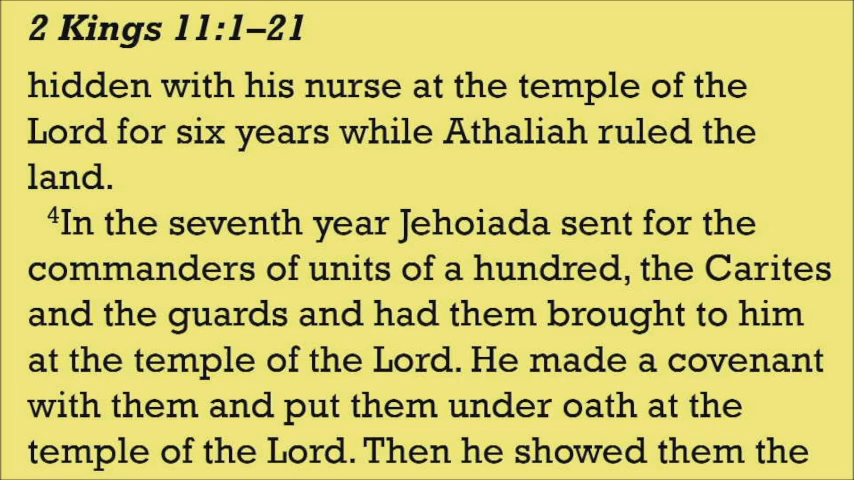 2 Kings 11:1–21
hidden with his nurse at the temple of the
Lord for six years while Athaliah ruled the
land.
⁴In the seventh year Jehoiada sent for the
commanders of units of a hundred, the Carites
and the guards and had them brought to him
at the temple of the Lord. He made a covenant
with them and put them under oath at the
temple of the Lord. Then he showed them the